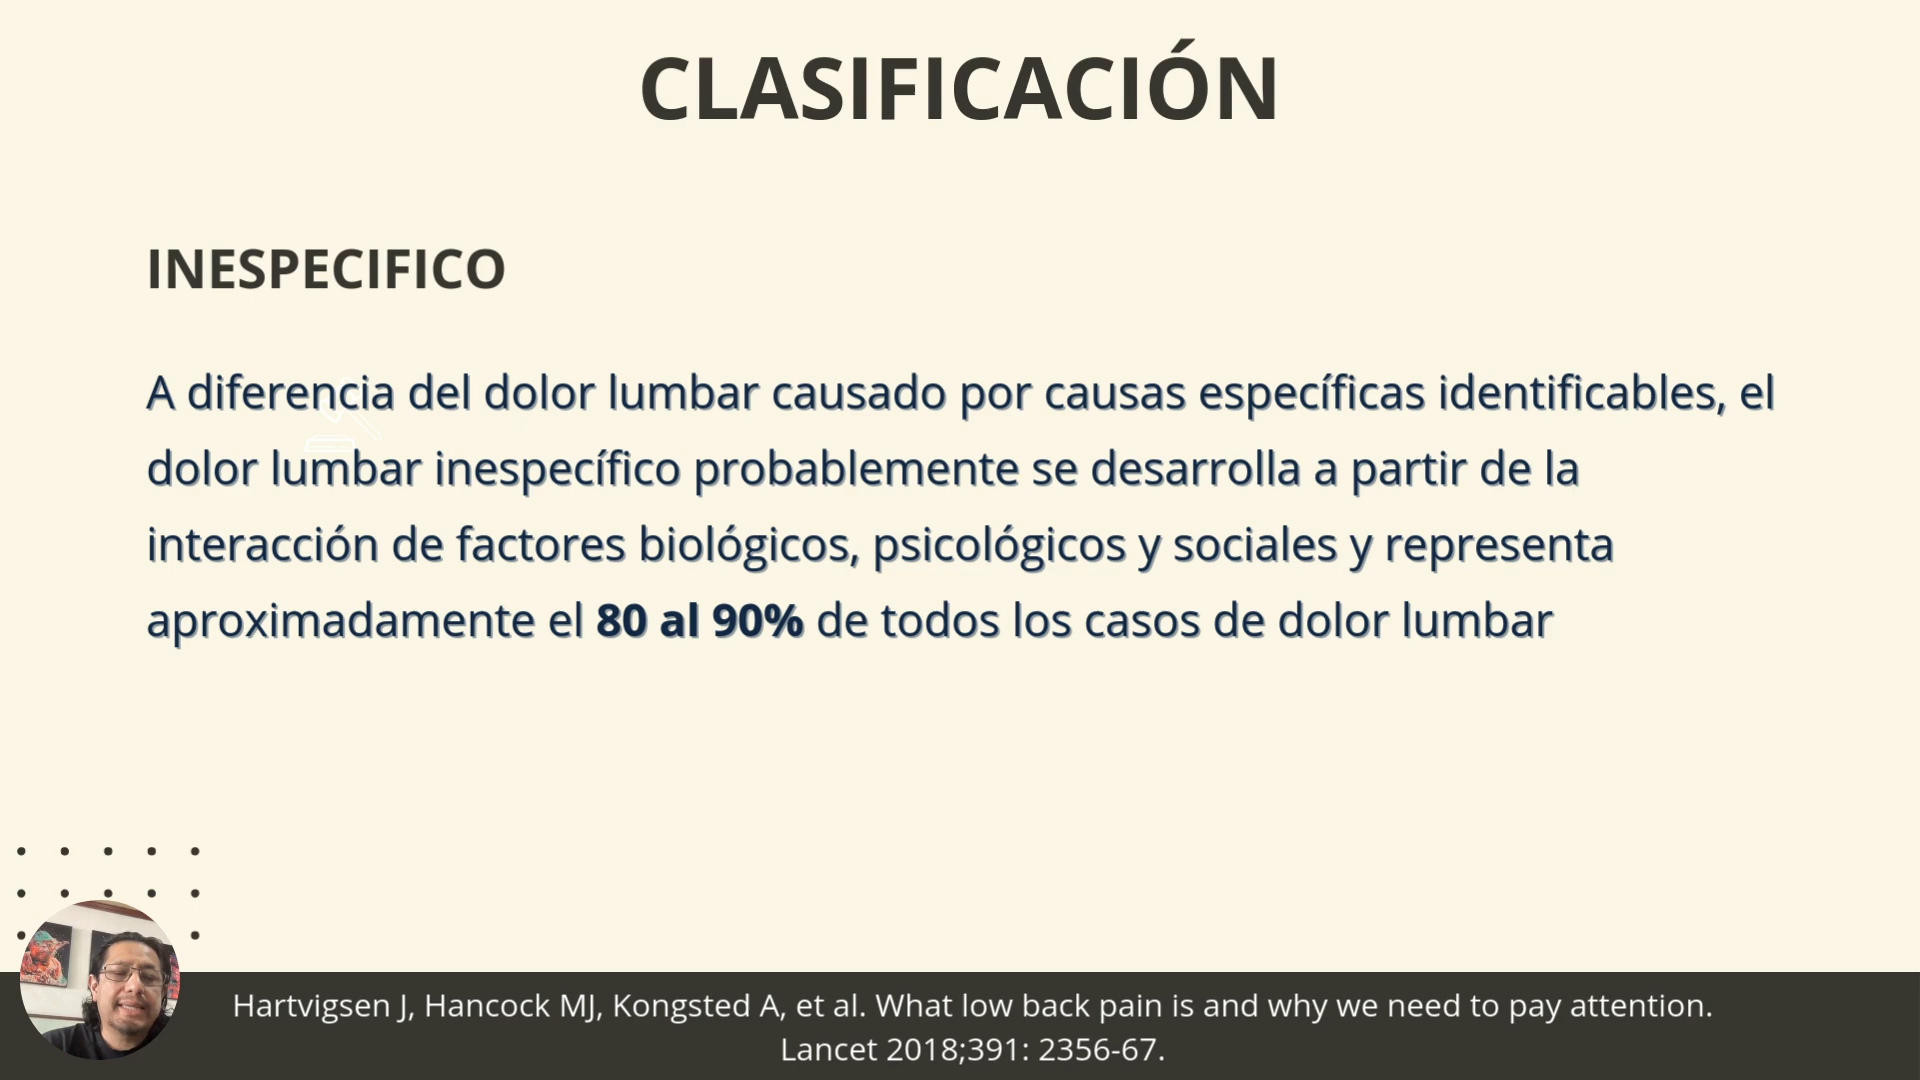 CLASIFICACIÓN
INESPECIFICO
A diferencia del dolor lumbar causado por causas específicas identificables, el
dolor lumbar inespecífico probablemente se desarrolla a partir de la
interacción de factores biológicos, psicológicos y sociales y representa
aproximadamente el 80 al 90% de todos los casos de dolor lumbar
Hartvigsen J, Hancock MJ, Kongsted A, et al. What low back pain is and why we need to pay attention.
Lancet 2018;391: 2356-67.